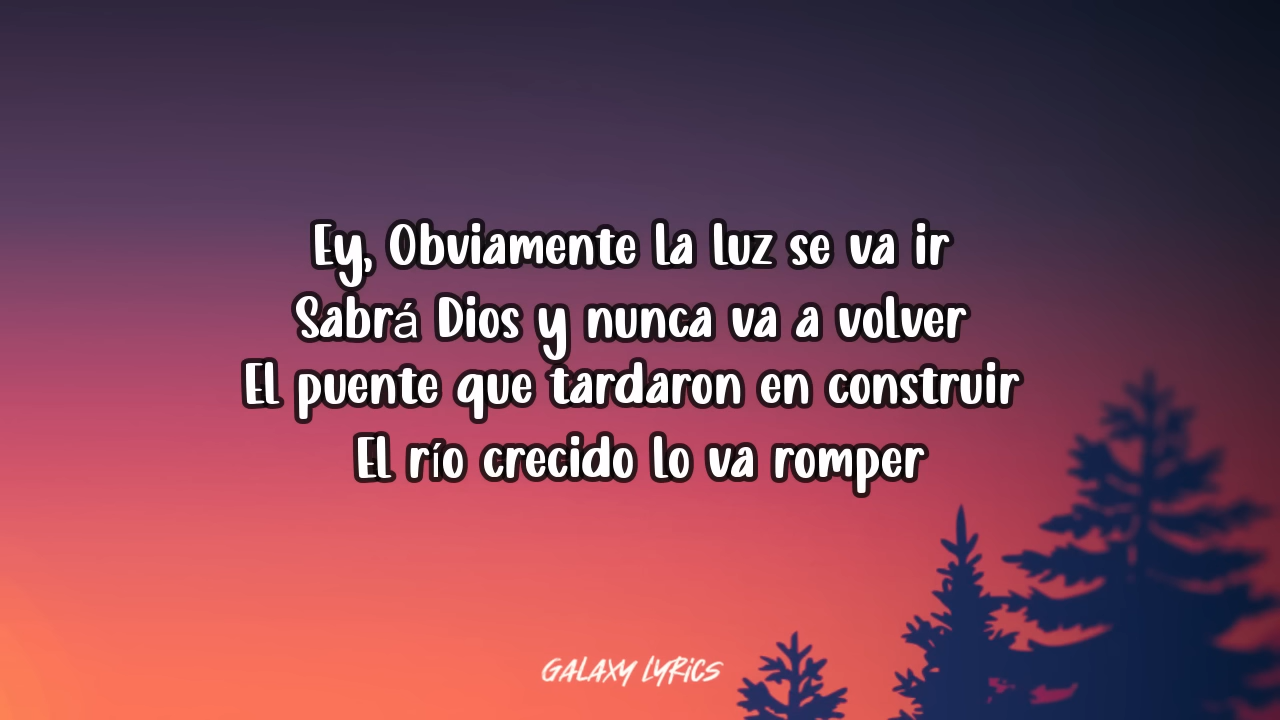 Ey, Obviamente la luz se va ir
Sabrá Dios y nunca va a volver
El puente que tardaron en construir
El río crecido lo va romper
GALAXY LYRICS